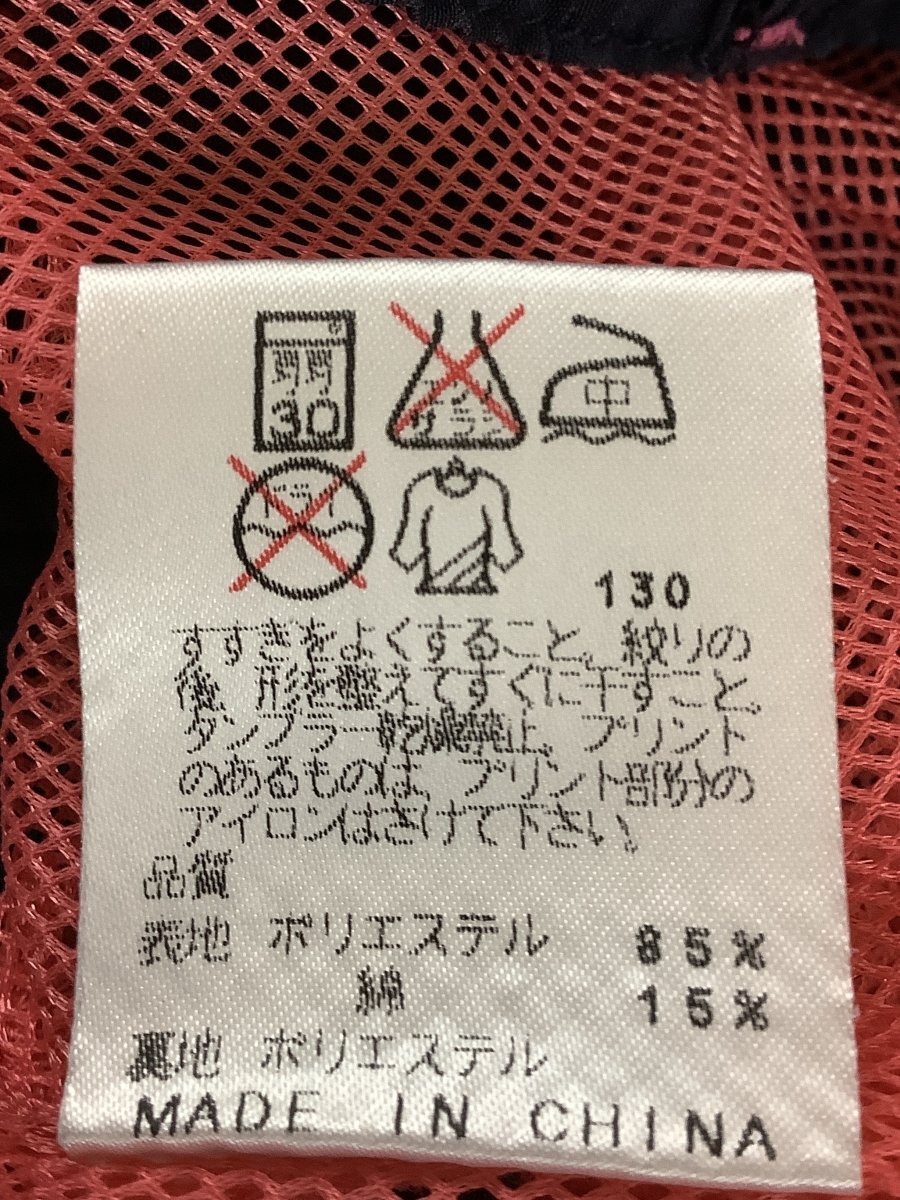 30
中
ドライ
130
すすぎをよくすること。絞りの
後、形を整えてすぐに干すこと。
タンブラー乾燥禁止。プリント
のあるものは、プリント部分の
アイロンはさけて下さい。
品質
表地 ポリエステル 85%
綿 15%
裏地 ポリエステル
MADE IN CHINA